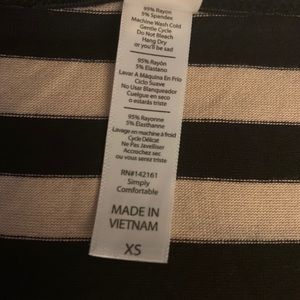 95% Rayon
5% Spandex
Machine Wash Cold
Gentle Cycle
Do Not Bleach
Hang Dry
or you'll be sad!
95% Rayón
5% Elastano
Lavar A Máquina En Frío
Ciclo Suave
No Usar Blanqueador
Cuelgue en seco
o estarás triste
95% Rayonne
5% Élasthanne
Lavage en machine à froid
Cycle Délicat
Ne Pas Javelliser
Accrochez sec
ou vous serez triste
RN#142161
Simply
Comfortable
MADE IN
VIETNAM
XS